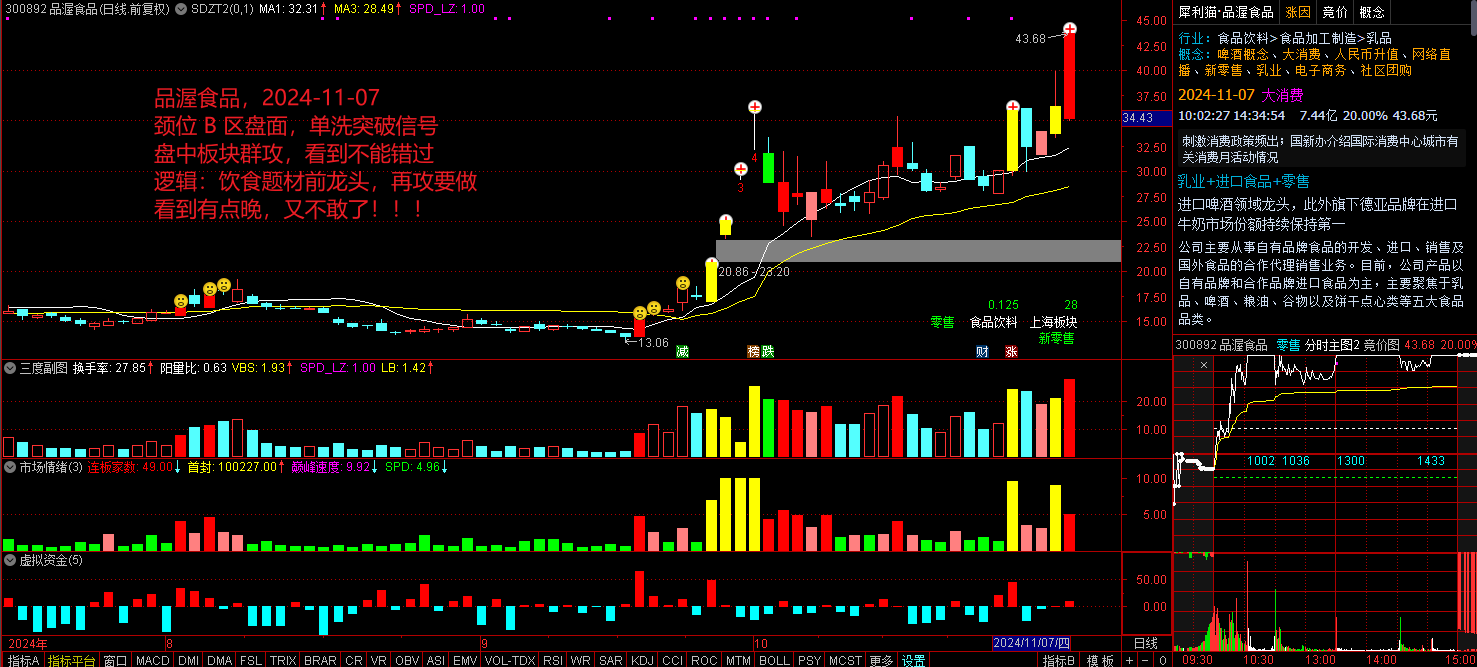 300892 品渥食品(日线.前复权) SDZT2(0,1) MA1: 32.31↑ MA3: 28.49↑ SPD_LZ: 1.00
43.68→
品渥食品，2024-11-07
颈位 B 区盘面，单洗突破信号
盘中板块群攻，看到不能错过
逻辑：饮食题材前龙头，再攻要做
看到有点晚，又不敢了！！！
3
4
20.86 - 23.20
←13.06
0.125 28
零售 食品饮料 上海板块
新零售
减 榜 跌 财 涨
45.00
42.50
40.00
37.50
34.43
32.50
30.00
27.50
25.00
22.50
20.00
17.50
15.00
三度副图 换手率: 27.85↑ 阳量比: 0.63 VBS: 1.93↑ SPD_LZ: 1.00 LB: 1.42↑
20.00
10.00
市场情绪(3) 连板家数: 49.00↓ 首封: 100227.00↑ 巅峰速度: 9.92↓ SPD: 4.96↓
10.00
5.00
虚拟资金(5)
50.00
0.00
2024年 8 9 10 2024/11/07/四 日线
指标A 指标平台 窗口 MACD DMI DMA FSL TRIX BRAR CR VR OBV ASI EMV VOL-TDX RSI WR SAR KDJ CCI ROC MTM BOLL PSY MCST 更多 设置 指标B 模板 + - 0
犀利猫·品渥食品 涨因 竞价 概念
行业: 食品饮料>食品加工制造>乳品
概念: 啤酒概念、大消费、人民币升值、网络直
播、新零售、乳业、电子商务、社区团购
2024-11-07 大消费
10:02:27 14:34:54 7.44亿 20.00% 43.68元
刺激消费政策频出；国新办介绍国际消费中心城市有
关消费月活动情况
乳业+进口食品+零售
进口啤酒领域龙头，此外旗下德亚品牌在进口
牛奶市场份额持续保持第一
公司主要从事自有品牌食品的开发、进口、销售及
国外食品的合作代理销售业务。目前，公司产品以
自有品牌和合作品牌进口食品为主，主要聚焦于乳
品、啤酒、粮油、谷物以及饼干点心类等五大食品
品类。
300892 品渥食品 零售 分时主图2 竞价图 43.68 20.00%
×
1002 1036 1300 1433
09:30 10:30 13:00 14:00 15:0